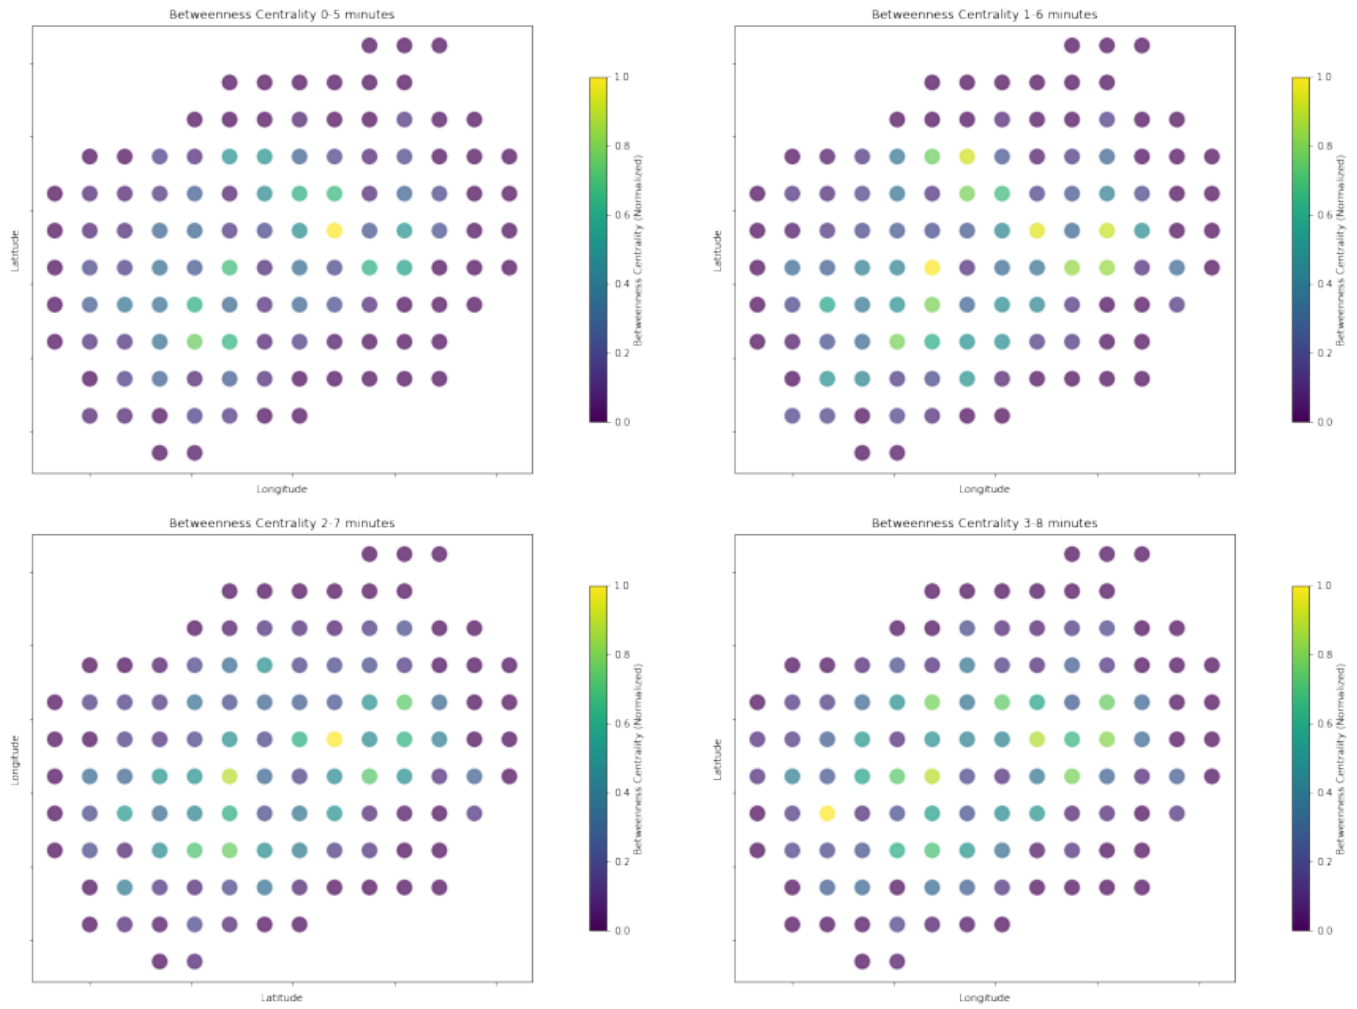 Betweenness Centrality 0-5 minutes
Latitude
Longitude
1.0
0.8
0.6
0.4
0.2
0.0
Betweenness Centrality (Normalized)
Betweenness Centrality 1-6 minutes
Latitude
Longitude
1.0
0.8
0.6
0.4
0.2
0.0
Betweenness Centrality (Normalized)
Betweenness Centrality 2-7 minutes
Longitude
Latitude
1.0
0.8
0.6
0.4
0.2
0.0
Betweenness Centrality (Normalized)
Betweenness Centrality 3-8 minutes
Latitude
Longitude
1.0
0.8
0.6
0.4
0.2
0.0
Betweenness Centrality (Normalized)